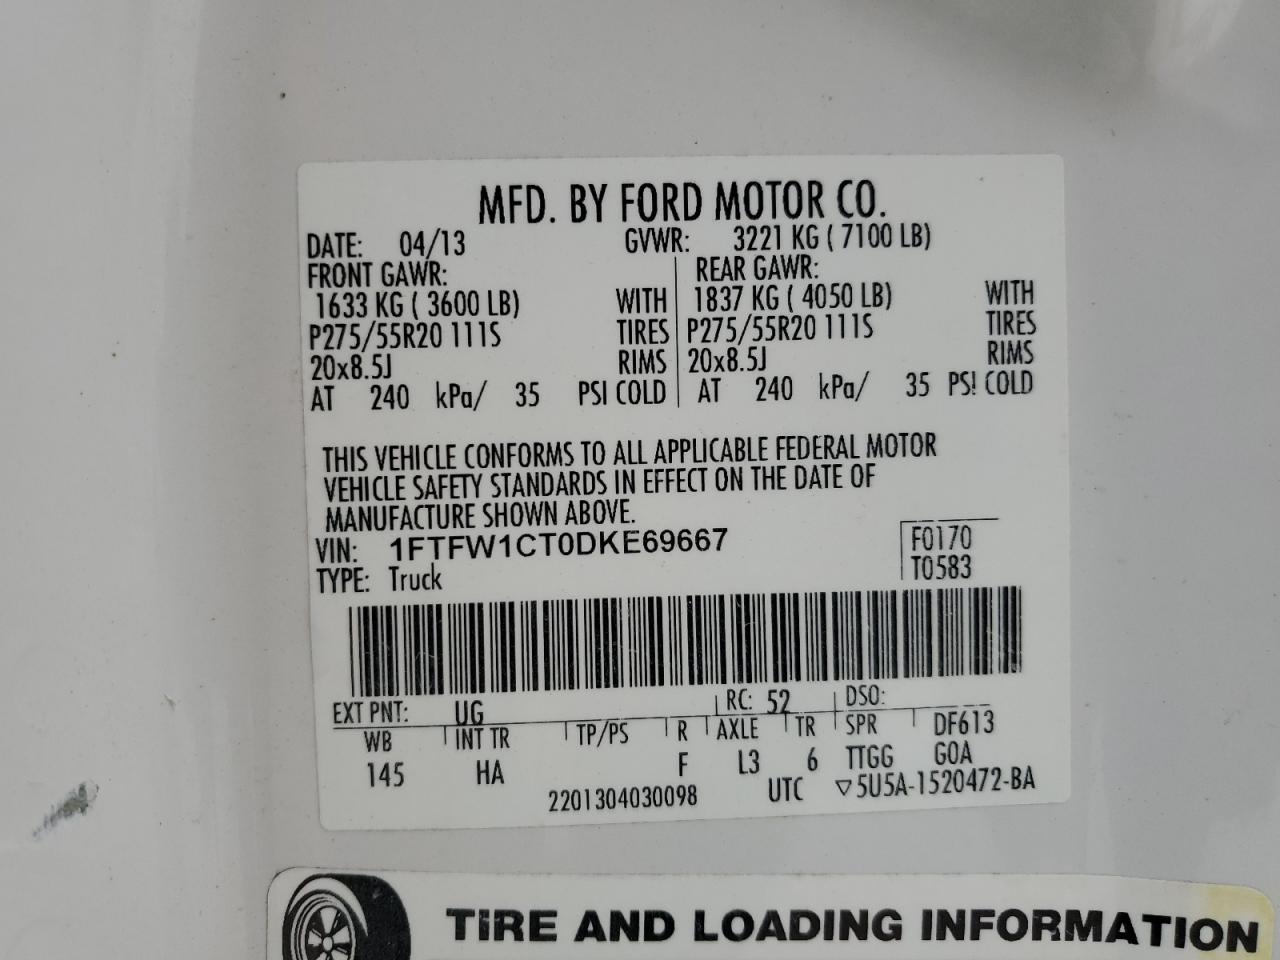 MFD. BY FORD MOTOR CO.
DATE: 04/13 GVWR: 3221 KG ( 7100 LB)
FRONT GAWR: REAR GAWR:
1633 KG ( 3600 LB) WITH 1837 KG ( 4050 LB) WITH
P275/55R20 111S TIRES P275/55R20 111S TIRES
20x8.5J RIMS 20x8.5J RIMS
AT 240 kPa/ 35 PSI COLD AT 240 kPa/ 35 PSI COLD
THIS VEHICLE CONFORMS TO ALL APPLICABLE FEDERAL MOTOR
VEHICLE SAFETY STANDARDS IN EFFECT ON THE DATE OF
MANUFACTURE SHOWN ABOVE.
VIN: 1FTFW1CT0DKE69667 F0170
TYPE: Truck T0583
EXT PNT: UG RC: 52 DSO:
WB INT TR TP/PS R AXLE TR SPR DF613
145 HA F L3 6 TTGG GOA
2201304030098 UTC ▽5U5A-1520472-BA
TIRE AND LOADING INFORMATION